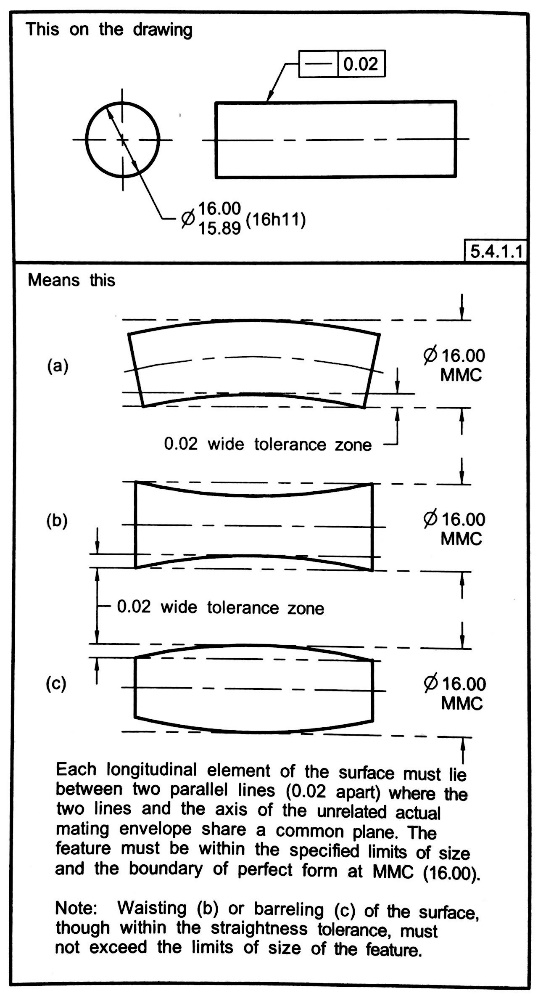 This on the drawing
— 0.02
⌀ 16.00
15.89 (16h11)
5.4.1.1
Means this
(a)
⌀ 16.00
MMC
0.02 wide tolerance zone
(b)
⌀ 16.00
MMC
0.02 wide tolerance zone
(c)
⌀ 16.00
MMC
Each longitudinal element of the surface must lie
between two parallel lines (0.02 apart) where the
two lines and the axis of the unrelated actual
mating envelope share a common plane. The
feature must be within the specified limits of size
and the boundary of perfect form at MMC (16.00).
Note: Waisting (b) or barreling (c) of the surface,
though within the straightness tolerance, must
not exceed the limits of size of the feature.